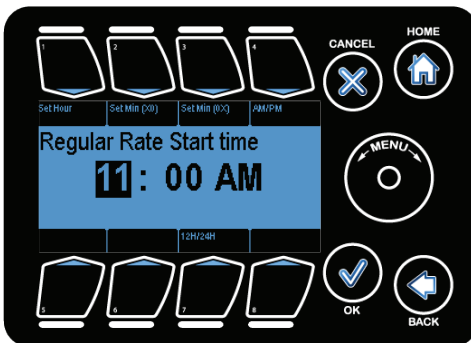 HOME
CANCEL
1
2
3
4
Set Hour
Set Min (X0)
Set Min (0X)
AM/PM
Regular Rate Start time
11 : 00 AM
MENU
12H/24H
5
6
7
8
OK
BACK